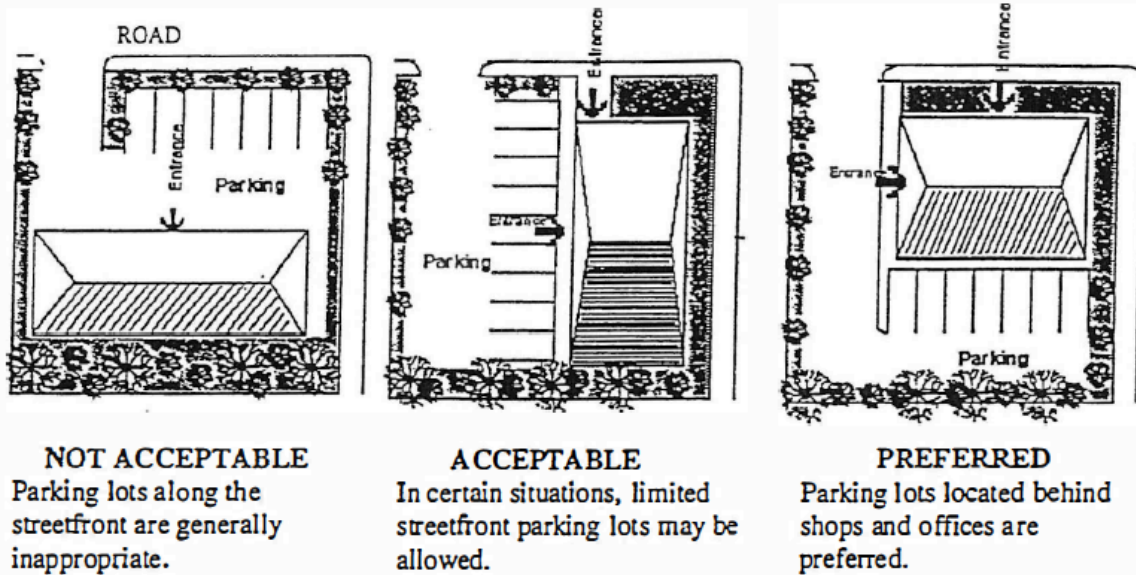 ROAD
Entrance
Parking
NOT ACCEPTABLE
Parking lots along the
streetfront are generally
inappropriate.
Entrance
Entrance
Parking
ACCEPTABLE
In certain situations, limited
streetfront parking lots may be
allowed.
Entrance
Entrance
Parking
PREFERRED
Parking lots located behind
shops and offices are
preferred.